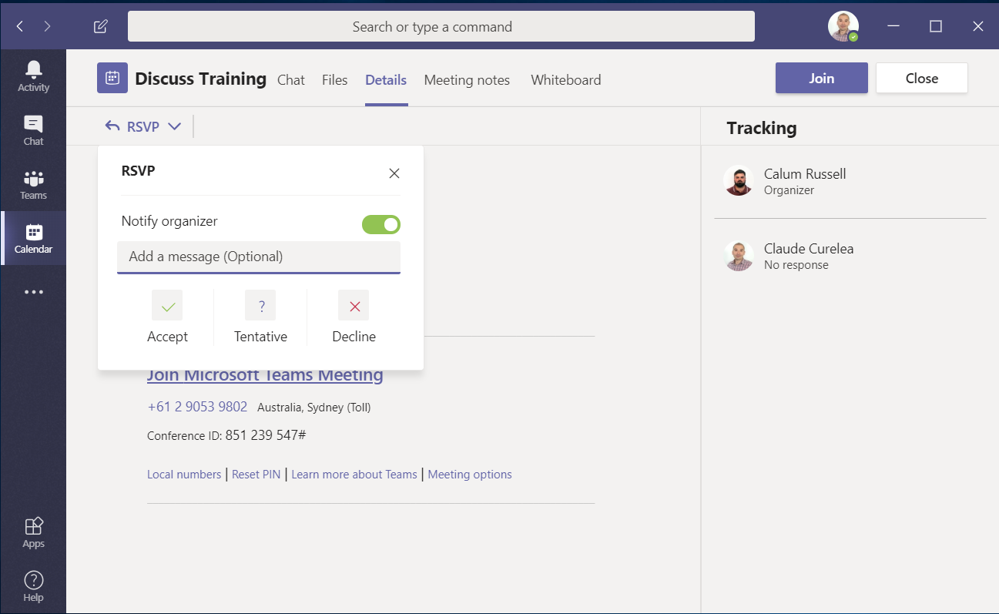 Search or type a command
Activity
Chat
Teams
Calendar
Apps
Help
Discuss Training Chat Files Details Meeting notes Whiteboard
Join Close
RSVP
RSVP
Notify organizer
Add a message (Optional)
?
Accept Tentative Decline
Join Microsoft Teams Meeting
+61 2 9053 9802 Australia, Sydney (Toll)
Conference ID: 851 239 547#
Local numbers | Reset PIN | Learn more about Teams | Meeting options
Tracking
Calum Russell
Organizer
Claude Curelea
No response